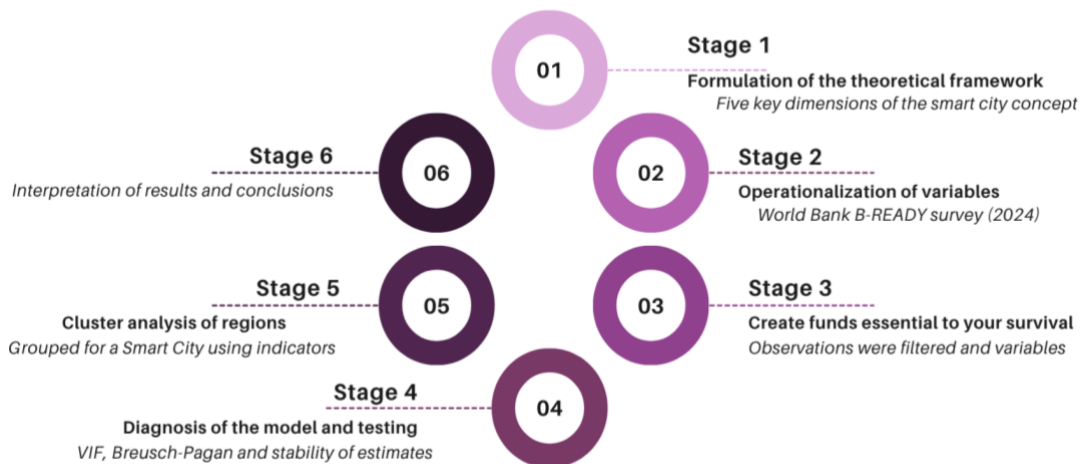 01
Stage 1
Formulation of the theoretical framework
Five key dimensions of the smart city concept
02
Stage 2
Operationalization of variables
World Bank B-READY survey (2024)
03
Stage 3
Create funds essential to your survival
Observations were filtered and variables
04
Stage 4
Diagnosis of the model and testing
VIF, Breusch-Pagan and stability of estimates
05
Stage 5
Cluster analysis of regions
Grouped for a Smart City using indicators
06
Stage 6
Interpretation of results and conclusions